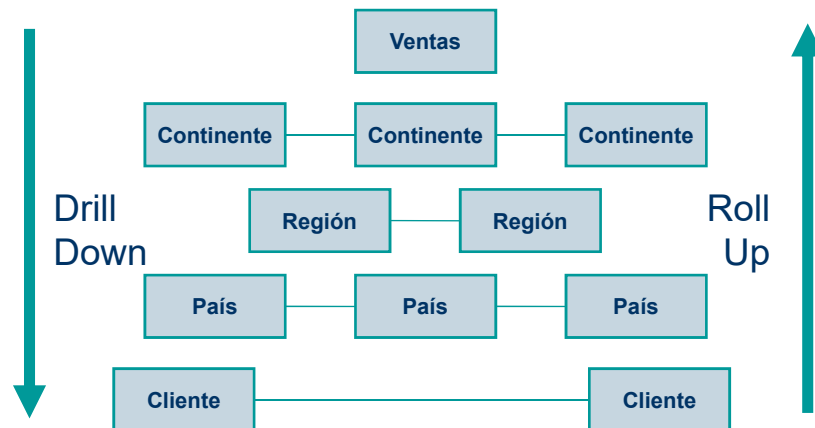 Ventas
Continente Continente Continente
Drill
Down
Región Región
Roll
Up
País País País
Cliente Cliente